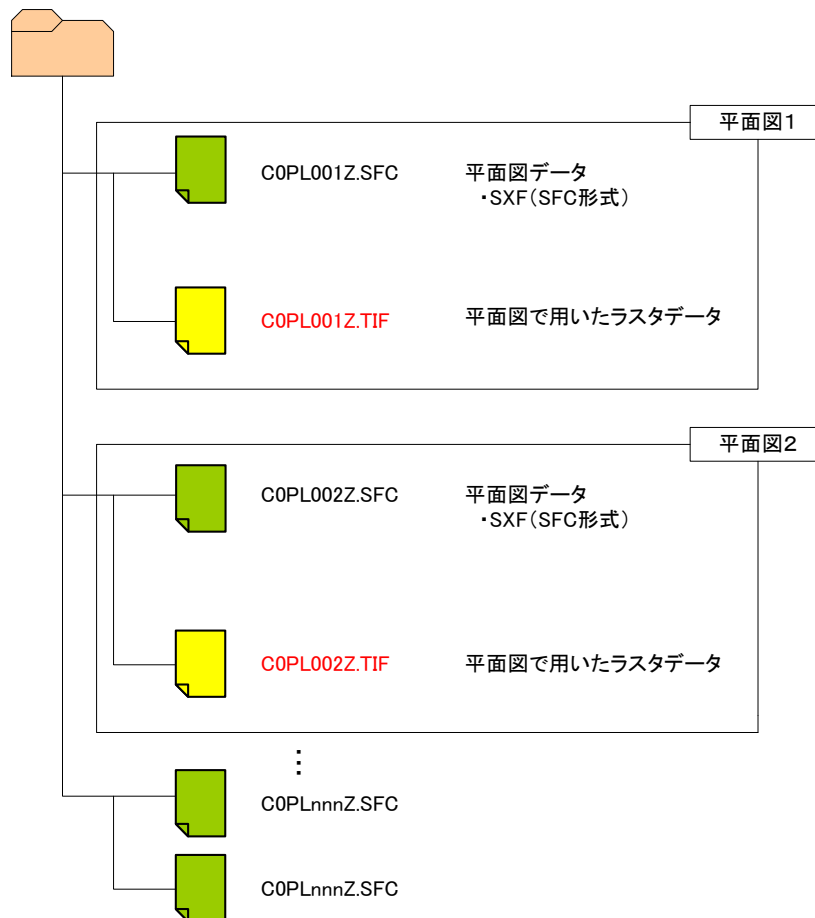 平面図1
C0PL001Z.SFC 平面図データ
・SXF(SFC形式)
C0PL001Z.TIF 平面図で用いたラスタデータ
平面図2
C0PL002Z.SFC 平面図データ
・SXF(SFC形式)
C0PL002Z.TIF 平面図で用いたラスタデータ
⋮
C0PLnnnZ.SFC
C0PLnnnZ.SFC